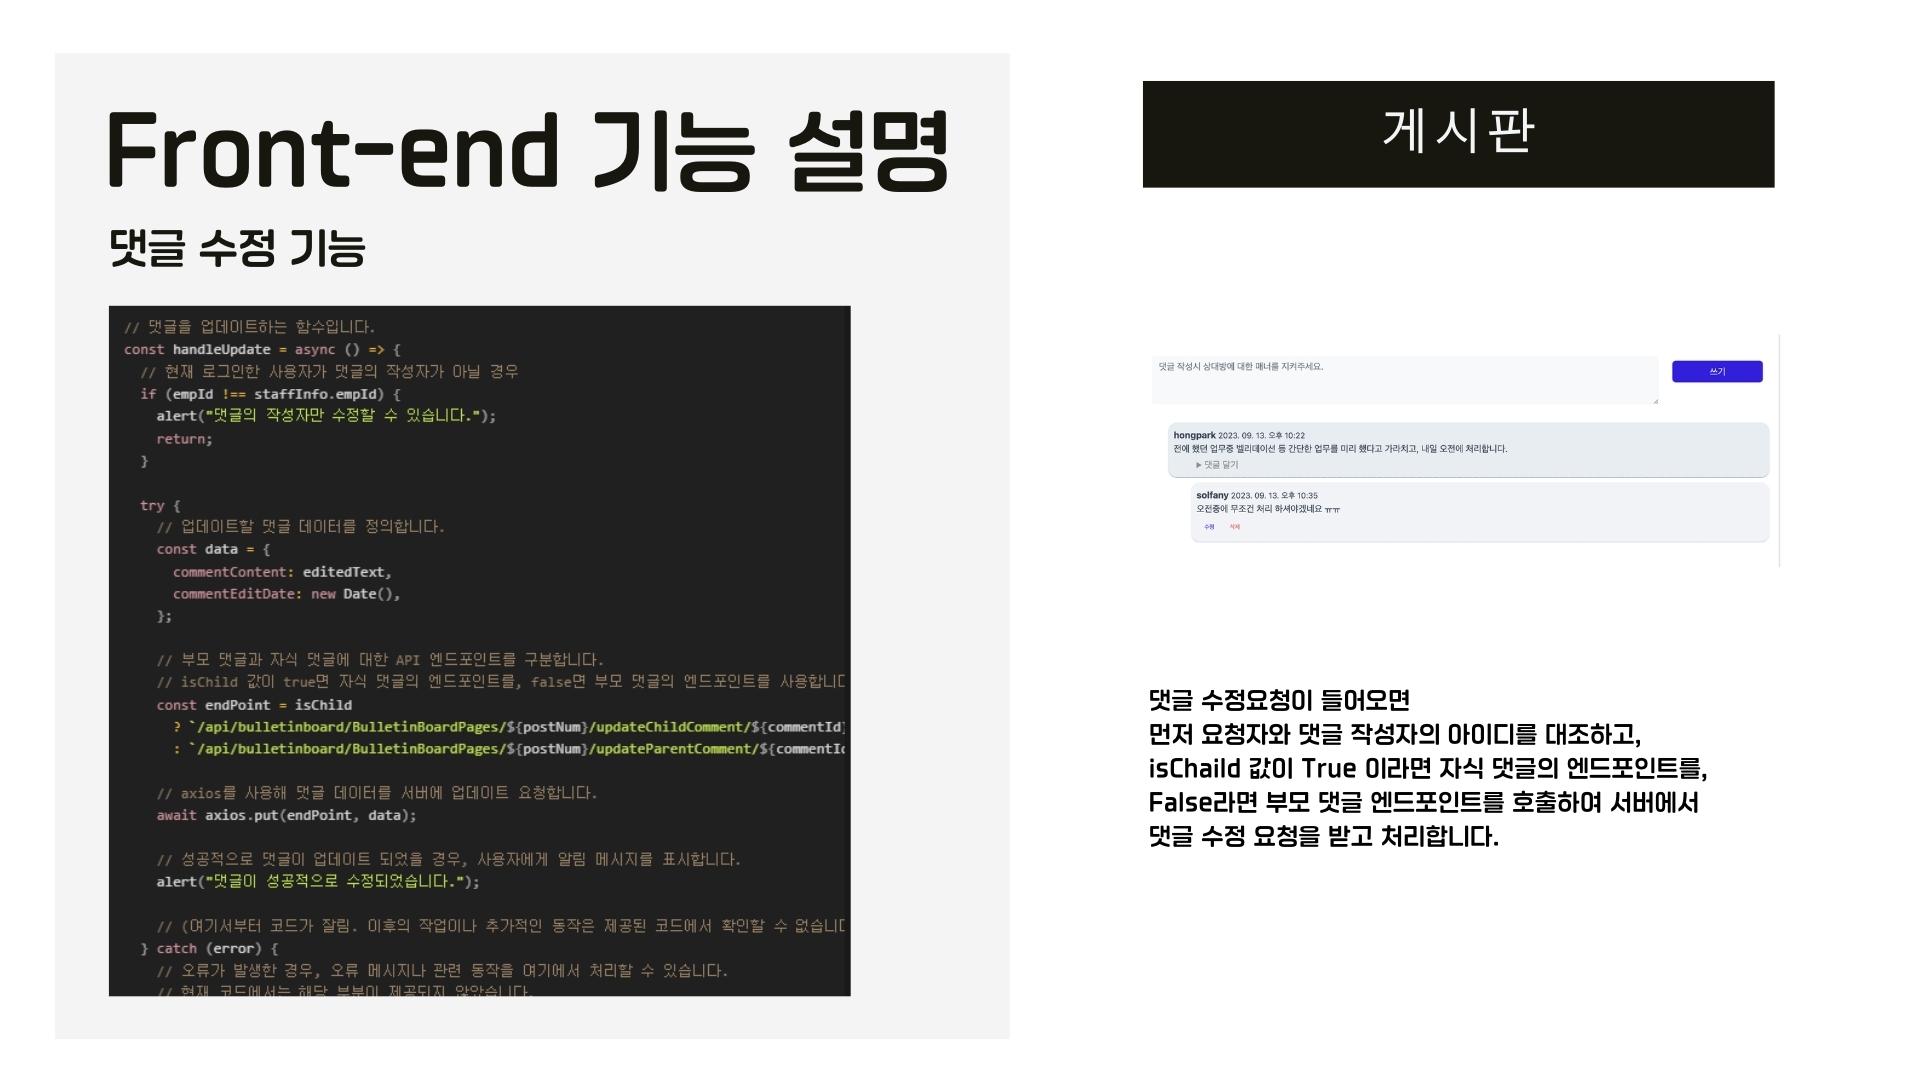 Front-end 기능 설명
댓글 수정 기능
// 댓글을 업데이트하는 함수입니다.
const handleUpdate = async () => {
// 현재 로그인한 사용자가 댓글의 작성자가 아닐 경우
if (empId !== staffInfo.empId) {
alert("댓글의 작성자만 수정할 수 있습니다.");
return;
}
try {
// 업데이트할 댓글 데이터를 정의합니다.
const data = {
commentContent: editedText,
commentEditDate: new Date(),
};
// 부모 댓글과 자식 댓글에 대한 API 엔드포인트를 구분합니다.
// isChild 값이 true면 자식 댓글의 엔드포인트를, false면 부모 댓글의 엔드포인트를 사용합니다
const endPoint = isChild
? `/api/bulletinboard/BulletinBoardPages/${postNum}/updateChildComment/${commentId}
: `/api/bulletinboard/BulletinBoardPages/${postNum}/updateParentComment/${commentId
// axios를 사용해 댓글 데이터를 서버에 업데이트 요청합니다.
await axios.put(endPoint, data);
// 성공적으로 댓글이 업데이트 되었을 경우, 사용자에게 알림 메시지를 표시합니다.
alert("댓글이 성공적으로 수정되었습니다.");
// (여기서부터 코드가 잘림. 이후의 작업이나 추가적인 동작은 제공된 코드에서 확인할 수 없습니다
} catch (error) {
// 오류가 발생한 경우, 오류 메시지나 관련 동작을 여기에서 처리할 수 있습니다.
// 현재 코드에서는 해당 부분이 제공되지 않았습니다.
게시판
댓글 작성시 상대방에 대한 매너를 지켜주세요.
쓰기
hongpark 2023. 09. 13. 오후 10:22
전에 했던 업무중 벨리데이션 등 간단한 업무를 미리 했다고 가라치고, 내일 오전에 처리합니다.
▶ 댓글 달기
solfany 2023. 09. 13. 오후 10:35
오전중에 무조건 처리 하셔야겠네요 ㅠㅠ
수정 삭제
댓글 수정요청이 들어오면
먼저 요청자와 댓글 작성자의 아이디를 대조하고,
isChaild 값이 True 이라면 자식 댓글의 엔드포인트를,
False라면 부모 댓글 엔드포인트를 호출하여 서버에서
댓글 수정 요청을 받고 처리합니다.